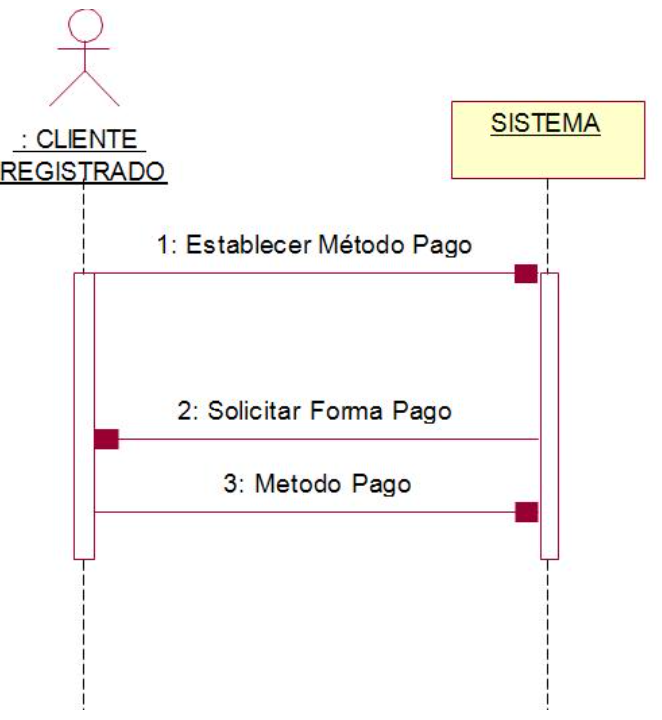 : CLIENTE
REGISTRADO
SISTEMA
1: Establecer Método Pago
2: Solicitar Forma Pago
3: Metodo Pago